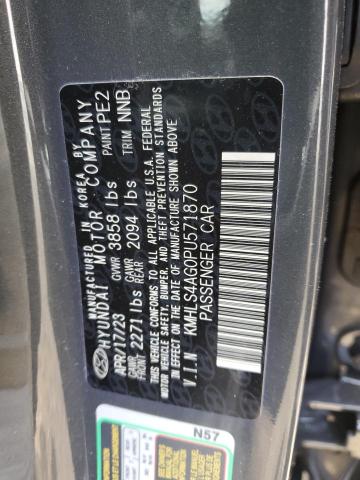 MANUFACTURED IN KOREA BY
HYUNDAI MOTOR COMPANY
APR/17/23 GVWR 3858 lbs PAINT PE2
GAWR FRONT 2271 lbs GAWR REAR 2094 lbs TRIM NNB
THIS VEHICLE CONFORMS TO ALL APPLICABLE U.S.A. FEDERAL
MOTOR VEHICLE SAFETY, BUMPER, AND THEFT PREVENTION STANDARDS
IN EFFECT ON THE DATE OF MANUFACTURE SHOWN ABOVE
V.I.N KMHLS4AG0PU571870
PASSENGER CAR
N57